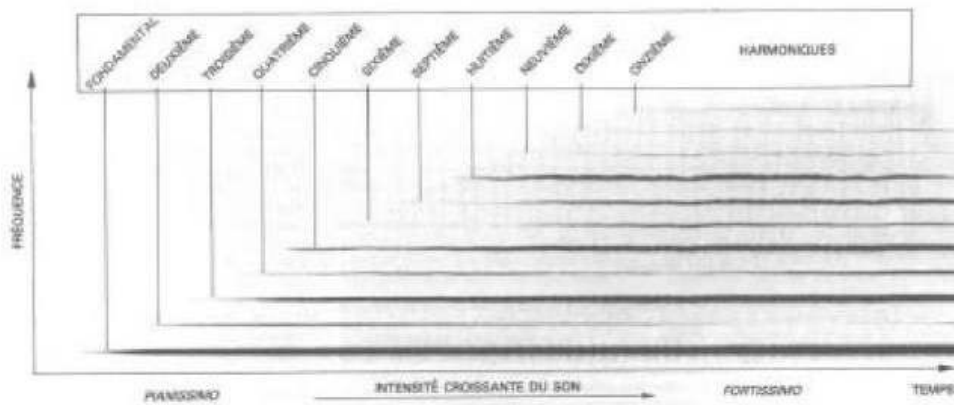 FONDAMENTAL
DEUXIÈME
TROISIÈME
QUATRIÈME
CINQUIÈME
SIXIÈME
SEPTIÈME
HUITIÈME
NEUVIÈME
DIXIÈME
ONZIÈME
HARMONIQUES
FRÉQUENCE
PIANISSIMO
INTENSITÉ CROISSANTE DU SON
FORTISSIMO
TEMPS